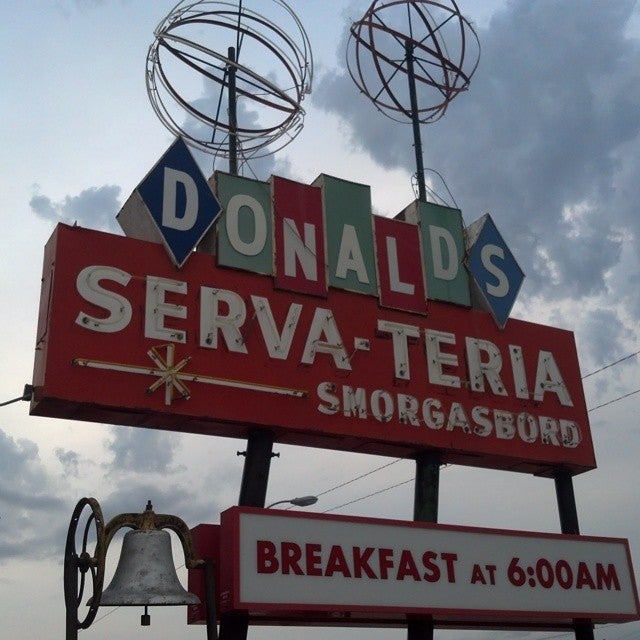 DONALDS
SERVA-TERIA
SMORGASBORD
BREAKFAST AT 6:00AM